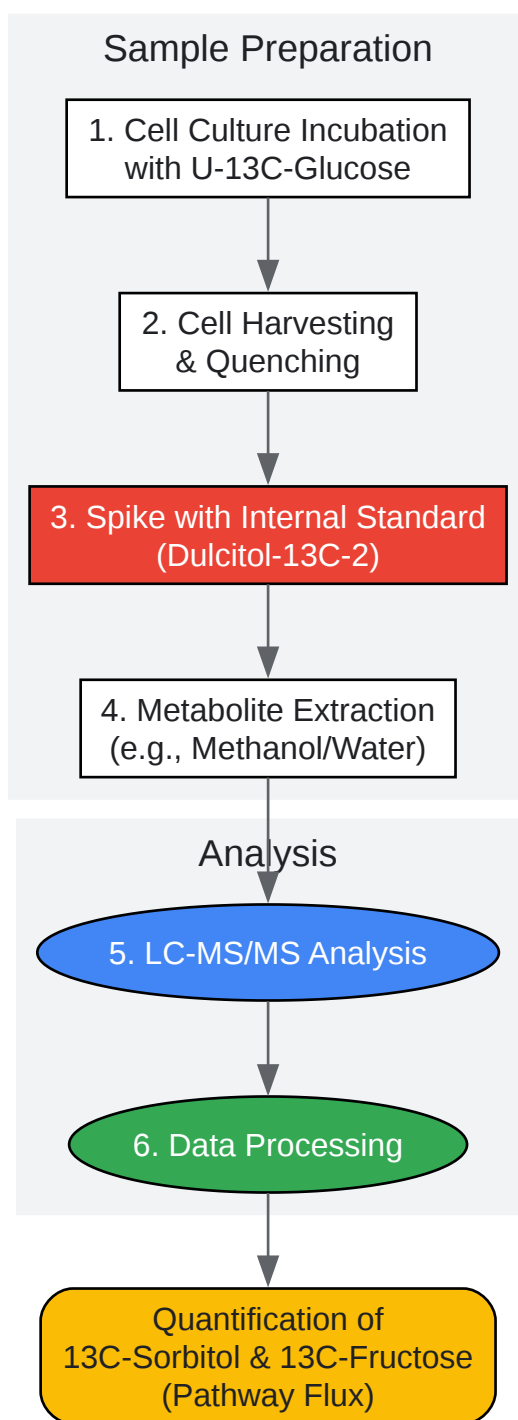 Sample Preparation
1. Cell Culture Incubation
with U-13C-Glucose
2. Cell Harvesting
& Quenching
3. Spike with Internal Standard
(Dulcitol-13C-2)
4. Metabolite Extraction
(e.g., Methanol/Water)
Analysis
5. LC-MS/MS Analysis
6. Data Processing
Quantification of
13C-Sorbitol & 13C-Fructose
(Pathway Flux)